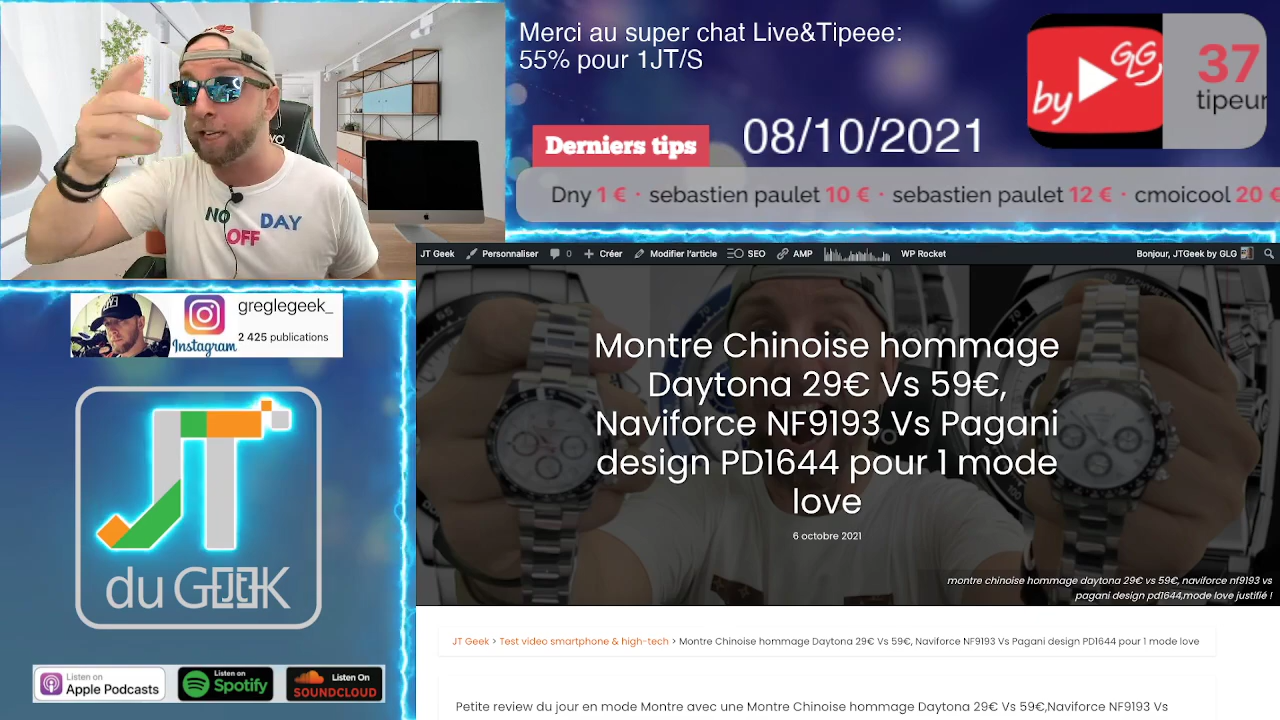 Merci au super chat Live&Tipeee:
55% pour 1JT/S
by GLG
37
tipeur
Derniers tips
08/10/2021
Dny 1 € · sebastien paulet 10 € · sebastien paulet 12 € · cmoicool 20 €
NO DAY
OFF
JT Geek Personnaliser 0 Créer Modifier l'article SEO AMP WP Rocket Bonjour, JTGeek by GLG
greglegeek_
2 425 publications
Instagram
Montre Chinoise hommage
Daytona 29€ Vs 59€,
Naviforce NF9193 Vs Pagani
design PD1644 pour 1 mode
love
6 octobre 2021
montre chinoise hommage daytona 29€ vs 59€, naviforce nf9193 vs
pagani design pd1644,mode love justifié !
JT
du GEEK
Listen on
Apple Podcasts
Listen on
Spotify
Listen On
SOUNDCLOUD
JT Geek > Test video smartphone & high-tech > Montre Chinoise hommage Daytona 29€ Vs 59€, Naviforce NF9193 Vs Pagani design PD1644 pour 1 mode love
Petite review du jour en mode Montre avec une Montre Chinoise hommage Daytona 29€ Vs 59€,Naviforce NF9193 Vs